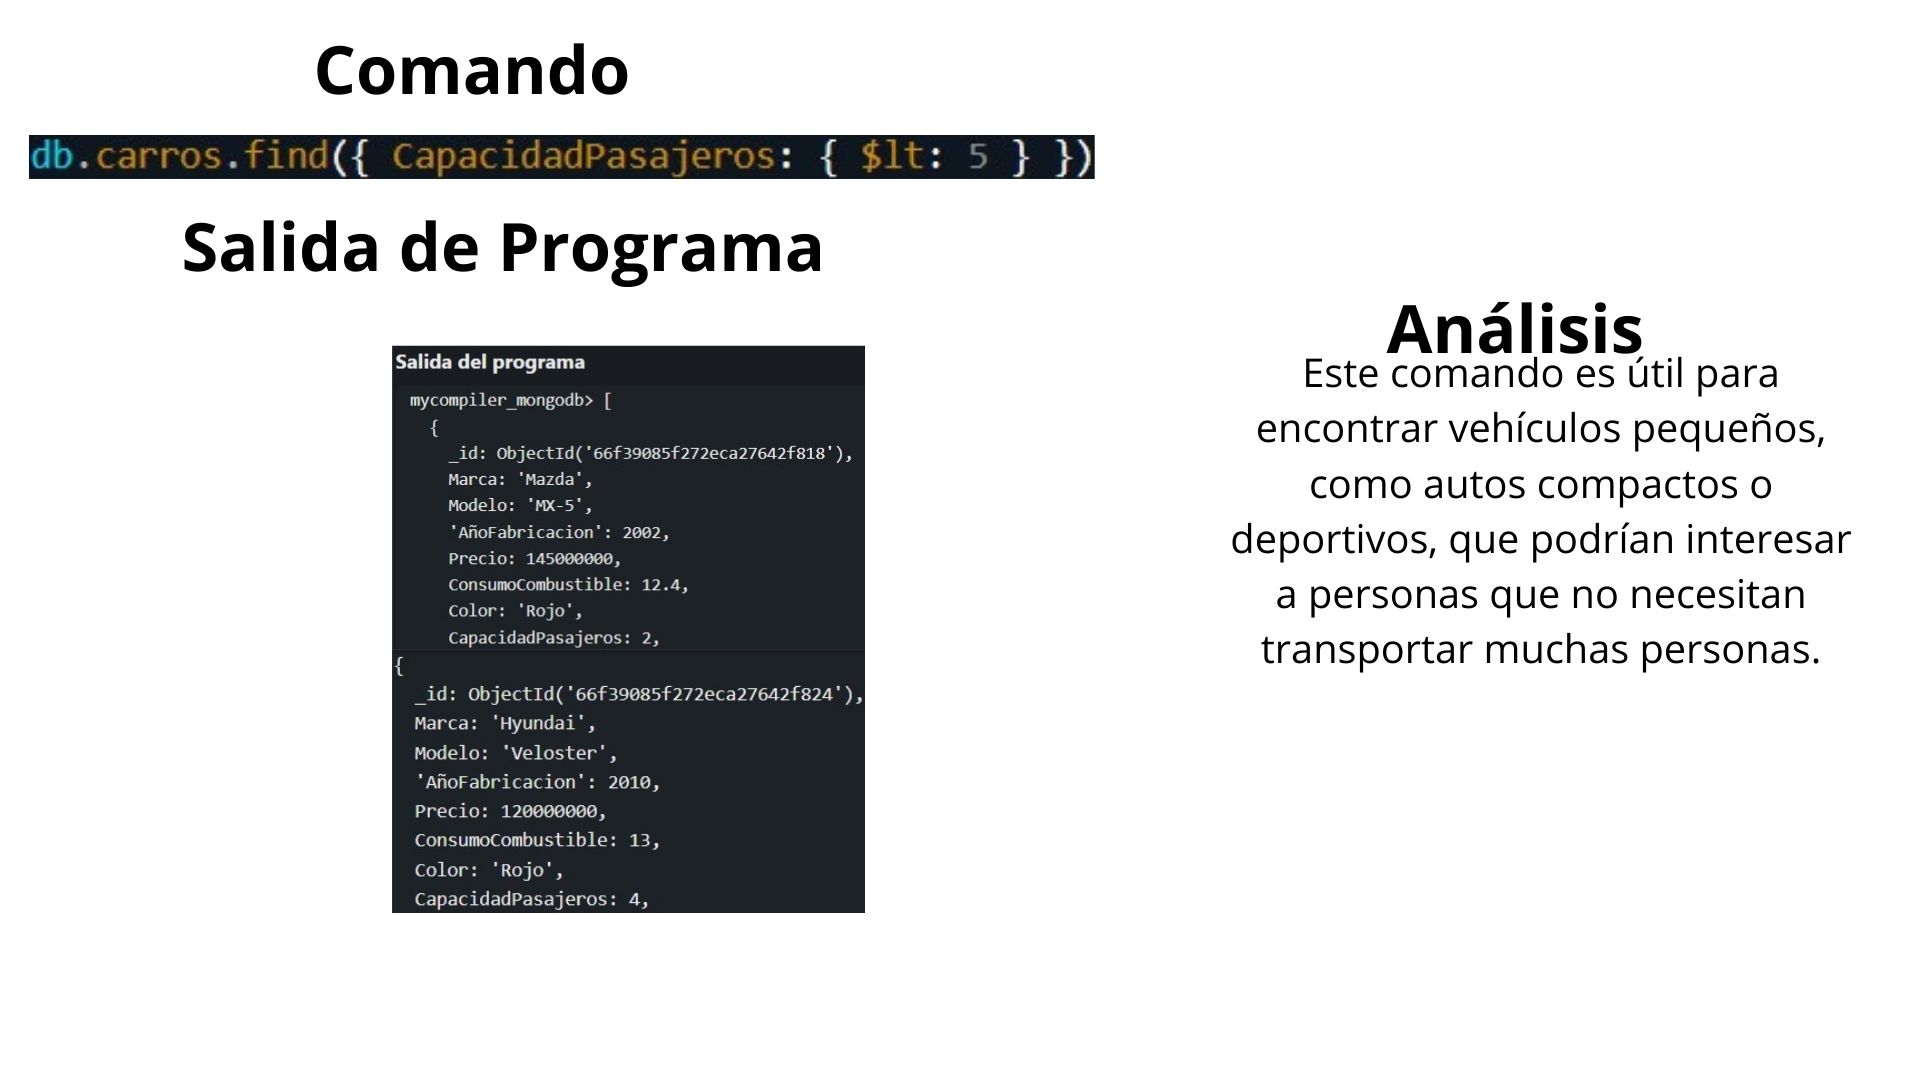 Comando
db.carros.find({ CapacidadPasajeros: { $lt: 5 } })
Salida de Programa
Salida del programa
mycompiler_mongodb> [
{
_id: ObjectId('66f39085f272eca27642f818'),
Marca: 'Mazda',
Modelo: 'MX-5',
'AñoFabricacion': 2002,
Precio: 145000000,
ConsumoCombustible: 12.4,
Color: 'Rojo',
CapacidadPasajeros: 2,
{
_id: ObjectId('66f39085f272eca27642f824'),
Marca: 'Hyundai',
Modelo: 'Veloster',
'AñoFabricacion': 2010,
Precio: 120000000,
ConsumoCombustible: 13,
Color: 'Rojo',
CapacidadPasajeros: 4,
Análisis
Este comando es útil para
encontrar vehículos pequeños,
como autos compactos o
deportivos, que podrían interesar
a personas que no necesitan
transportar muchas personas.